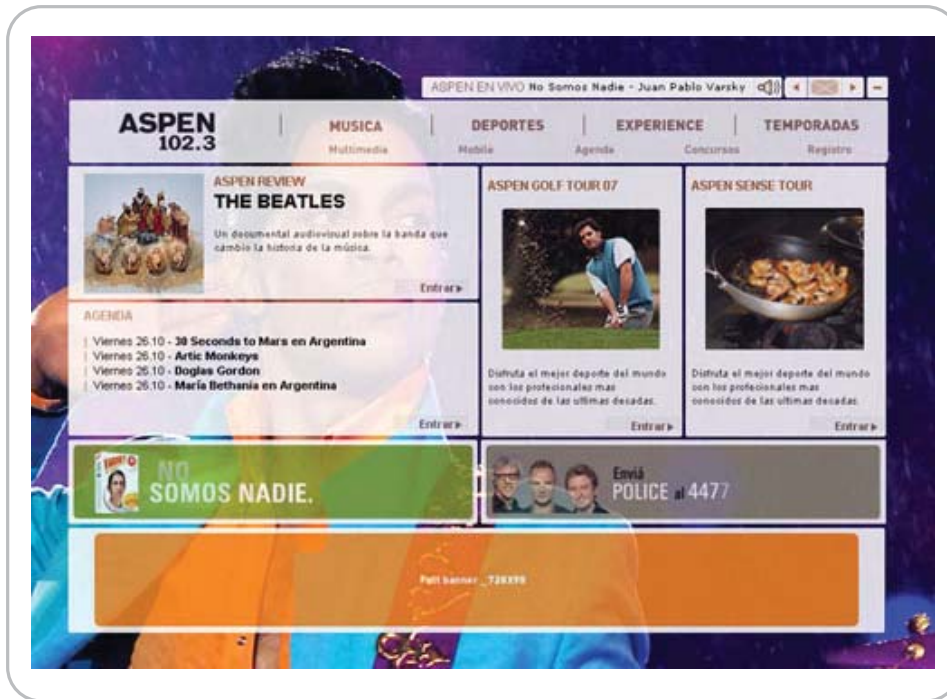 ASPEN EN VIVO No Somos Nadie - Juan Pablo Varsky
ASPEN
102.3
MUSICA
DEPORTES
EXPERIENCE
TEMPORADAS
Multimedia
Mobile
Agenda
Concursos
Registro
ASPEN REVIEW
THE BEATLES
Un documental audiovisual sobre la banda que
cambio la historia de la música.
Entrar
AGENDA
Viernes 26.10 - 30 Seconds to Mars en Argentina
Viernes 26.10 - Artic Monkeys
Viernes 26.10 - Doglas Gordon
Viernes 26.10 - María Bethania en Argentina
Entrar
ASPEN GOLF TOUR 07
Disfruta el mejor deporte del mundo
con los profecionales mas
conocidos de las ultimas decadas.
Entrar
ASPEN SENSE TOUR
Disfruta el mejor deporte del mundo
con los profecionales mas
conocidos de las ultimas decadas.
Entrar
NO
SOMOS NADIE.
Enviá
POLICE al 4477
banner _728X90